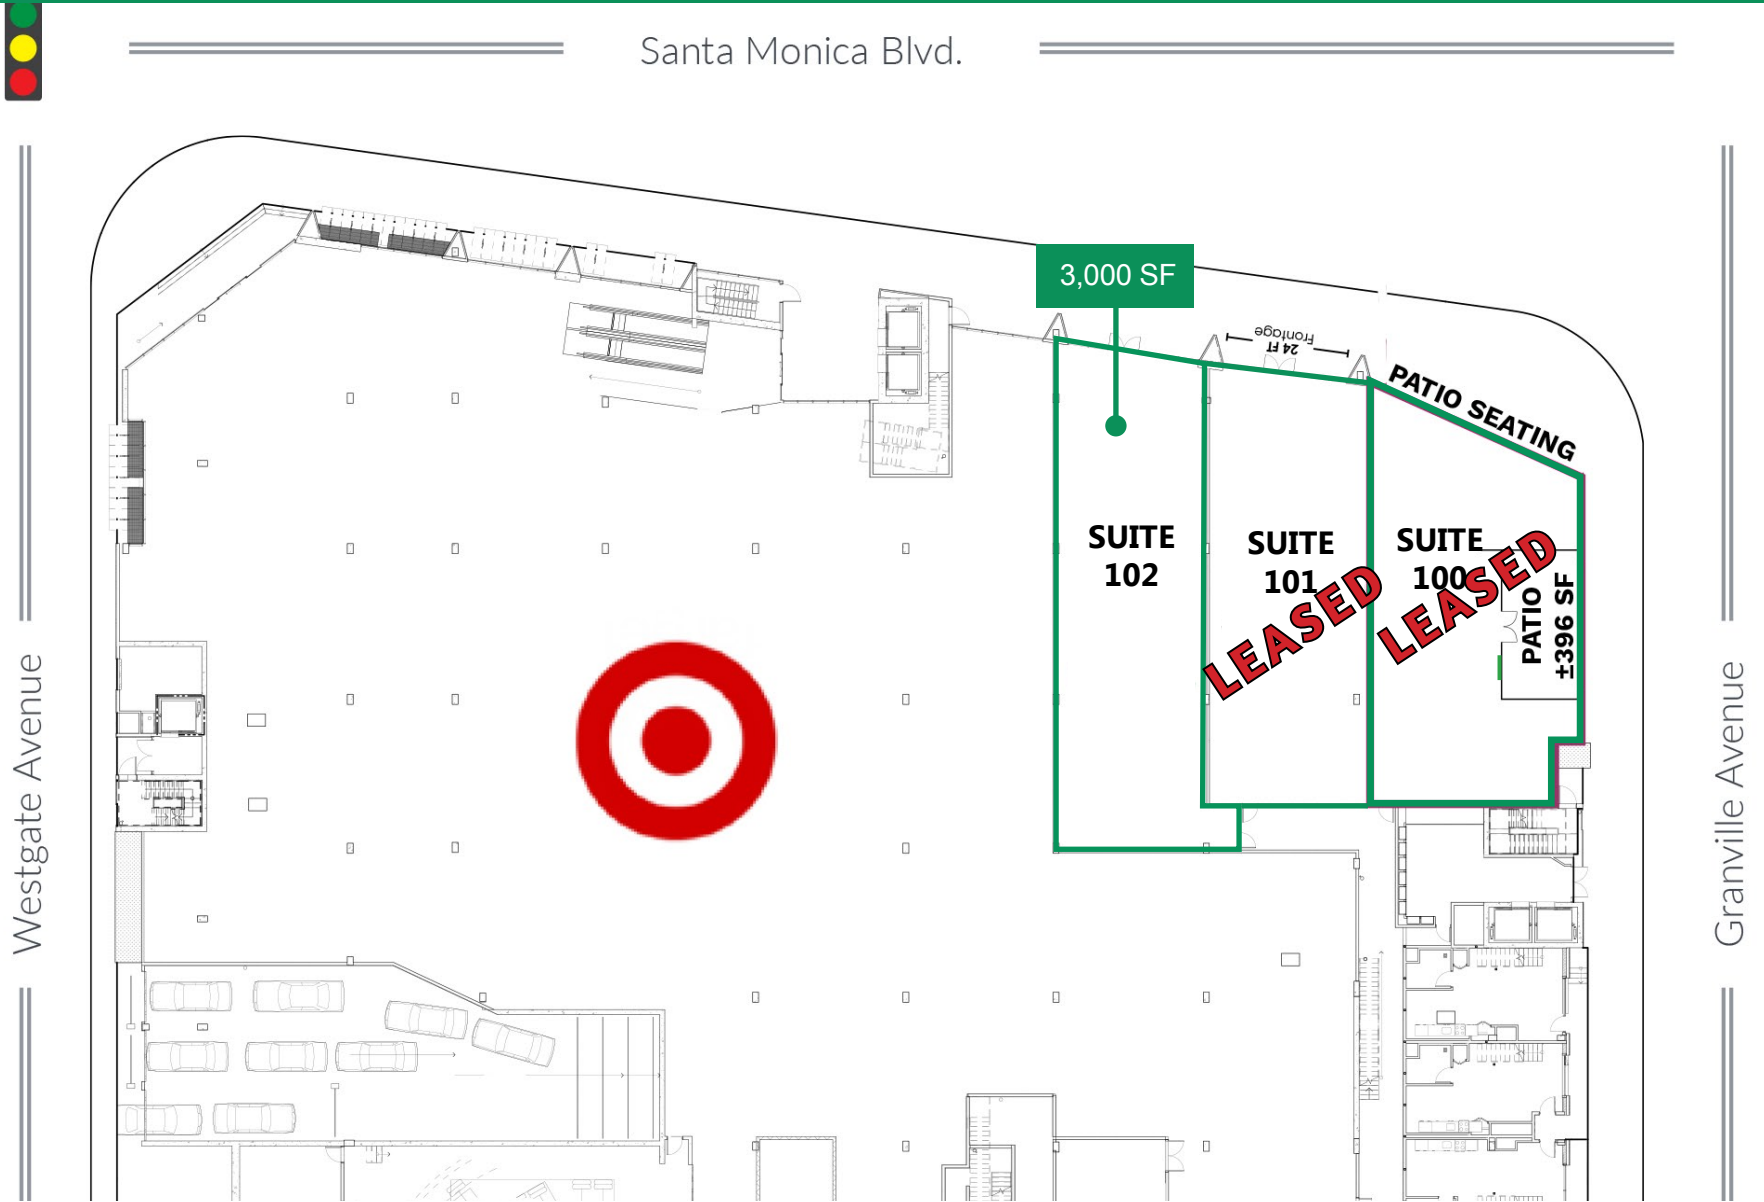 Santa Monica Blvd.
3,000 SF
Frontage
24 FT
PATIO SEATING
SUITE
102
SUITE
101
LEASED
SUITE
100
LEASED
PATIO
±396 SF
Westgate Avenue
Granville Avenue